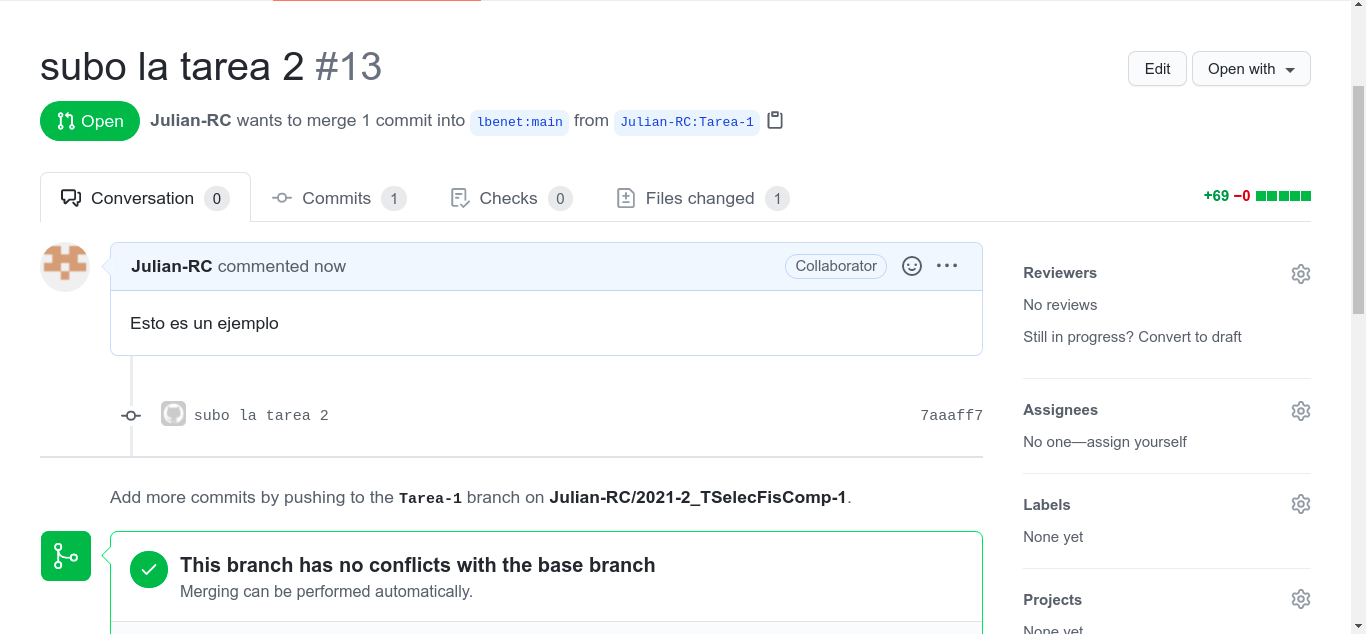 subo la tarea 2 #13
Edit
Open with
Open
Julian-RC wants to merge 1 commit into lbenet:main from Julian-RC:Tarea-1
Conversation 0
Commits 1
Checks 0
Files changed 1
+69 −0
Julian-RC commented now
Collaborator
Esto es un ejemplo
subo la tarea 2
7aaaff7
Add more commits by pushing to the Tarea-1 branch on Julian-RC/2021-2_TSelecFisComp-1.
This branch has no conflicts with the base branch
Merging can be performed automatically.
Reviewers
No reviews
Still in progress? Convert to draft
Assignees
No one—assign yourself
Labels
None yet
Projects
None yet